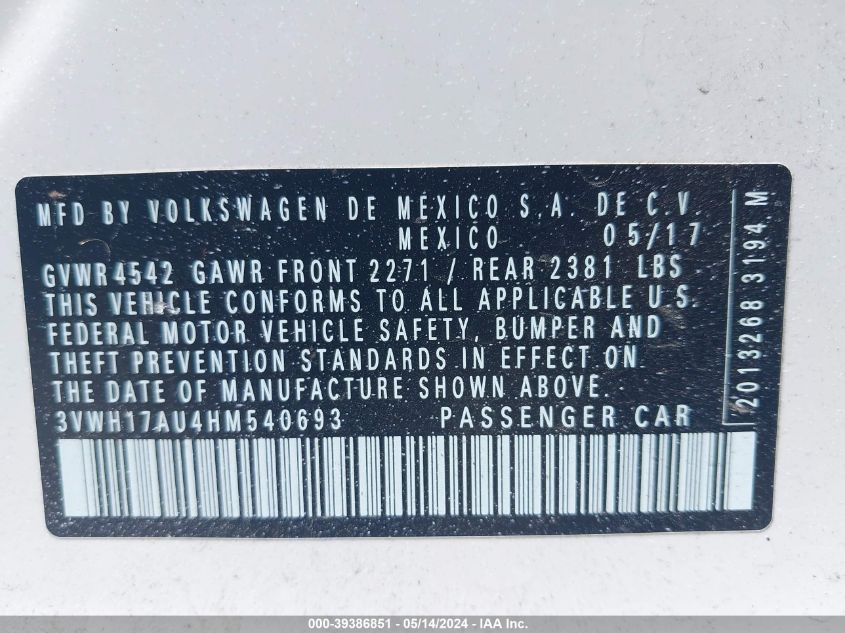 MFD BY VOLKSWAGEN DE MEXICO S.A. DE C.V.
MEXICO 05/17
GVWR4542 GAWR FRONT 2271 / REAR 2381 LBS
THIS VEHICLE CONFORMS TO ALL APPLICABLE U S.
FEDERAL MOTOR VEHICLE SAFETY, BUMPER AND
THEFT PREVENTION STANDARDS IN EFFECT ON
THE DATE OF MANUFACTURE SHOWN ABOVE.
3VWH17AU4HM540693 PASSENGER CAR
2013268 3194 M
000-39386851 - 05/14/2024 - IAA Inc.